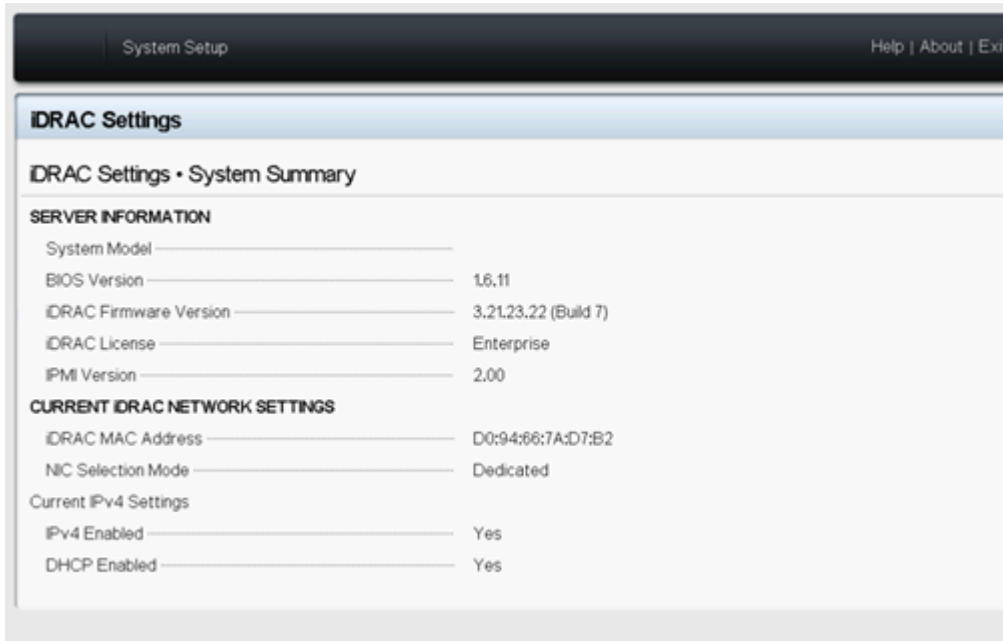 System Setup
Help | About | Exi
iDRAC Settings
iDRAC Settings • System Summary
SERVER INFORMATION
System Model
BIOS Version 1.6.11
iDRAC Firmware Version 3.21.23.22 (Build 7)
iDRAC License Enterprise
IPMI Version 2.00
CURRENT iDRAC NETWORK SETTINGS
iDRAC MAC Address D0:94:66:7A:D7:B2
NIC Selection Mode Dedicated
Current IPv4 Settings
IPv4 Enabled Yes
DHCP Enabled Yes